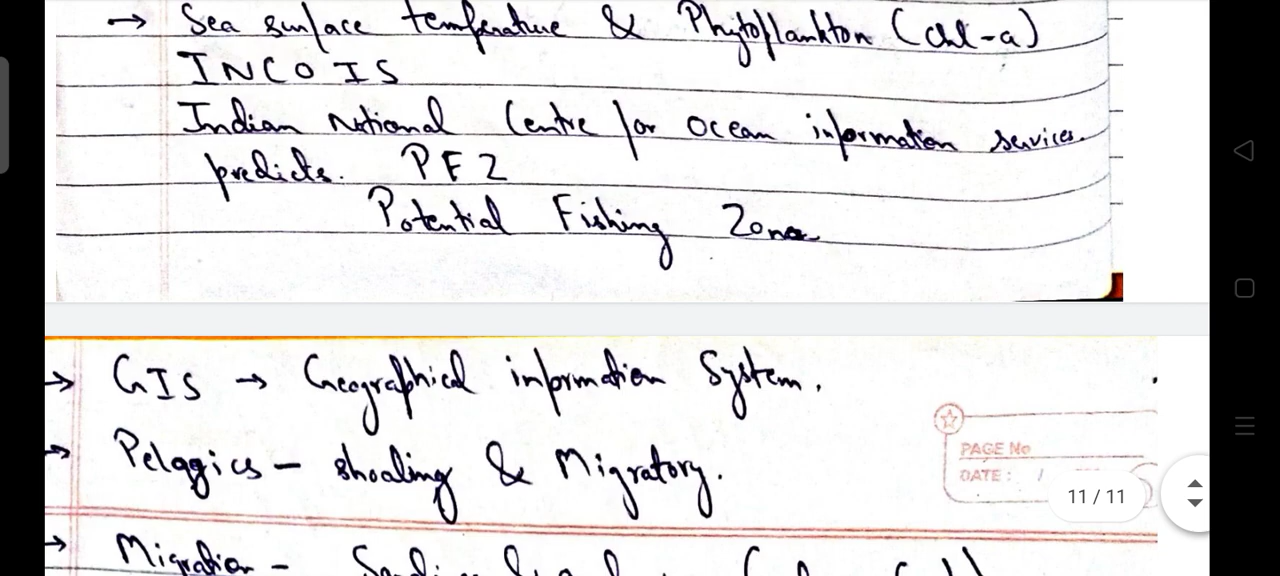 → Sea surface temperature & Phytoplankton (chl-a)
INCOIS
Indian National Centre for ocean information services.
predicts. PFZ
Potential Fishing Zone
→ GIS → Geographical information System.
→ Pelagics - shoaling & Migratory.
PAGE No
DATE: /
11 / 11
→ Migration -